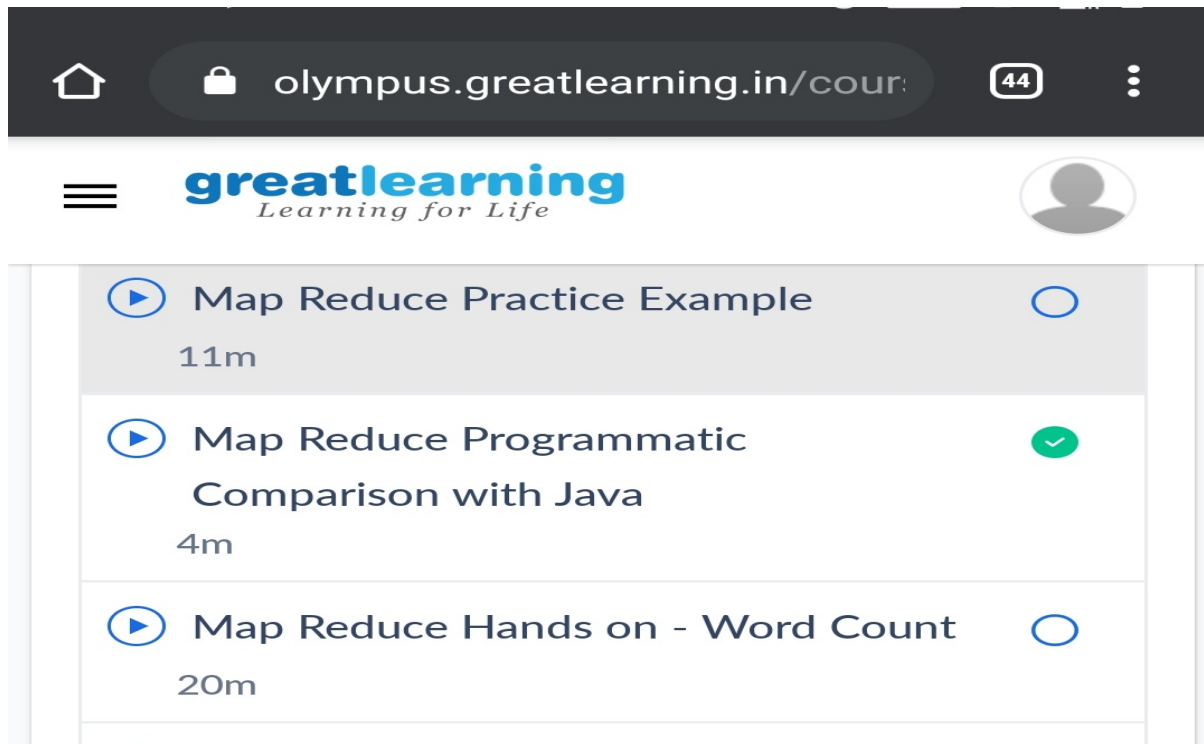 olympus.greatlearning.in/cour
44
greatlearning
Learning for Life
Map Reduce Practice Example
11m
Map Reduce Programmatic
Comparison with Java
4m
Map Reduce Hands on - Word Count
20m